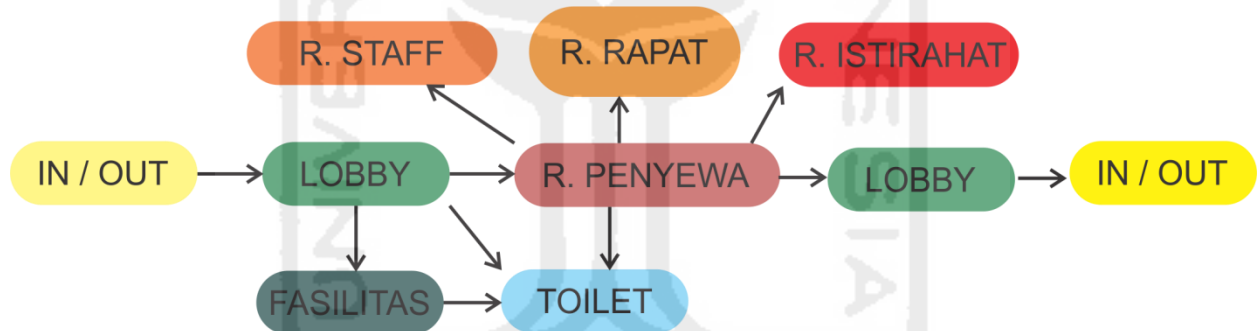 R. STAFF
R. RAPAT
R. ISTIRAHAT
IN / OUT
LOBBY
R. PENYEWA
LOBBY
IN / OUT
FASILITAS
TOILET